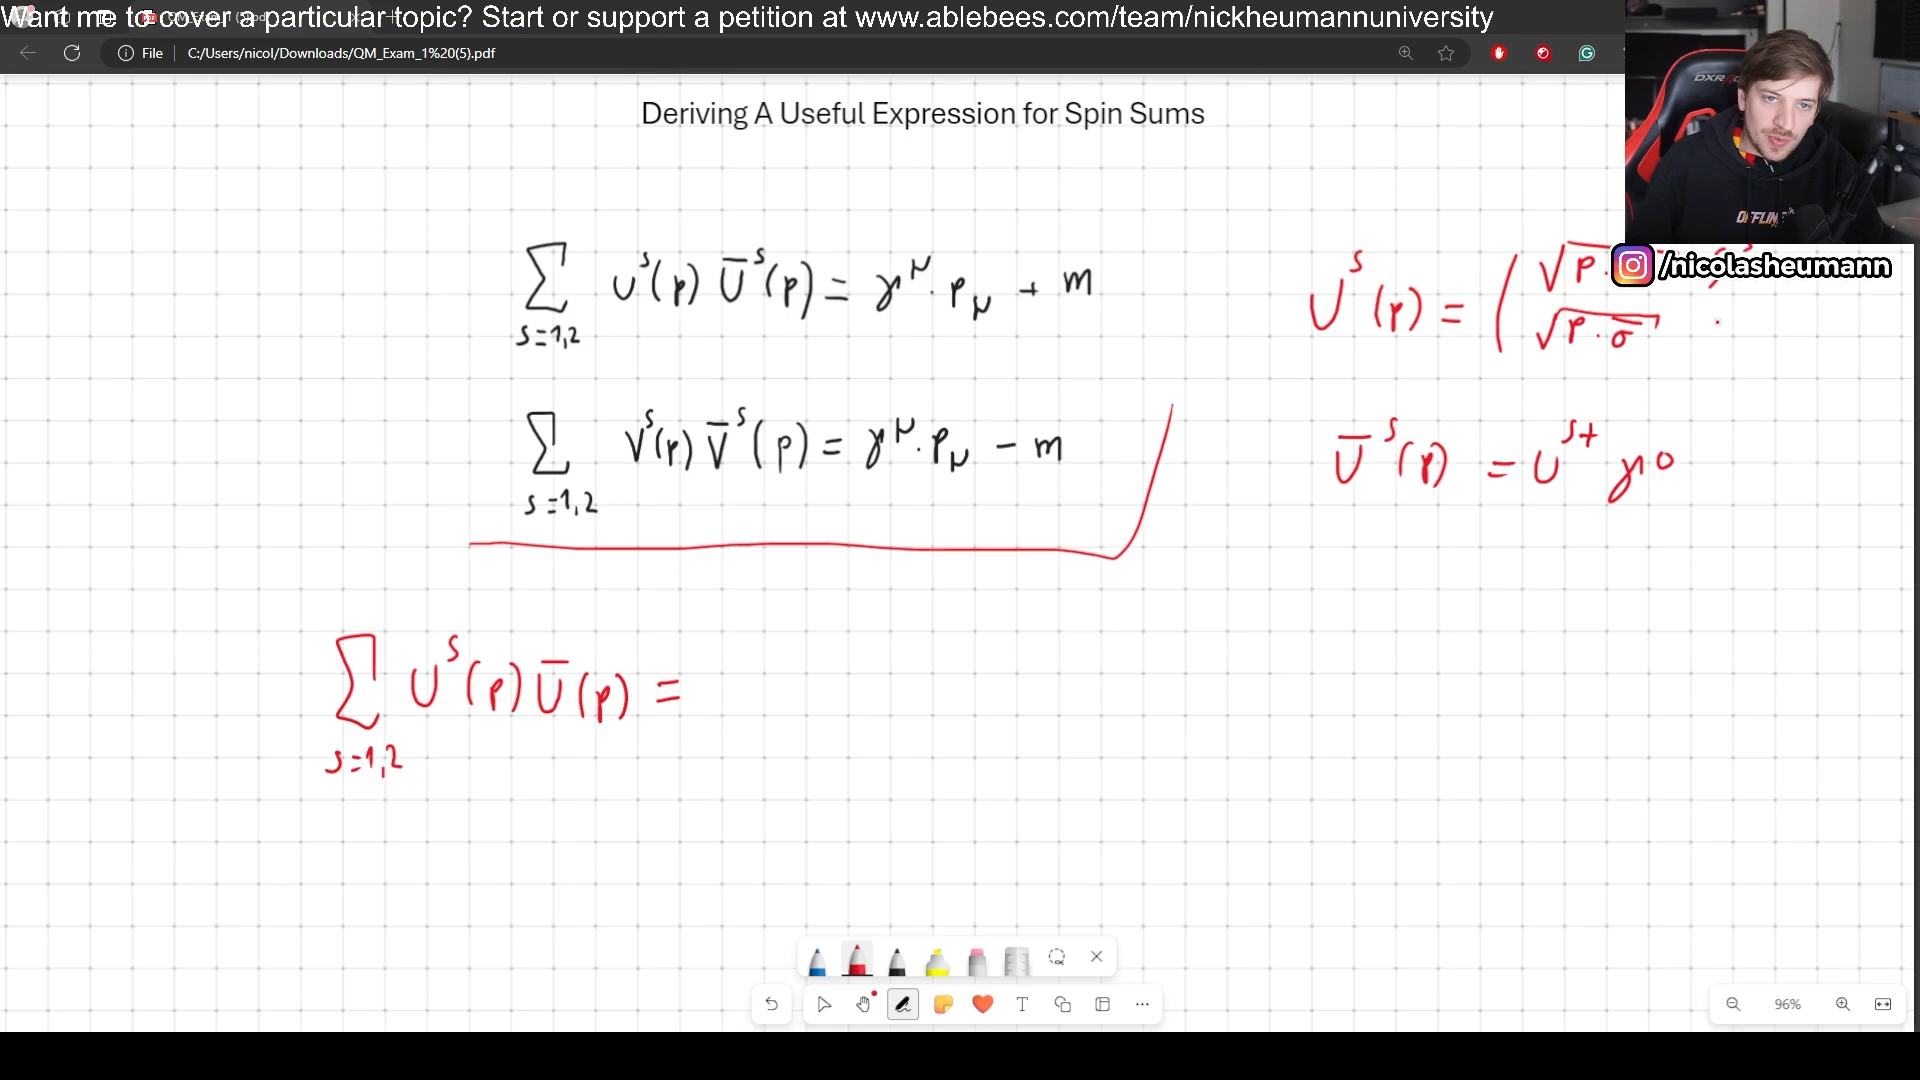 Want me to cover a particular topic? Start or support a petition at www.ablebees.com/team/nickheumannuniversity
File C:/Users/nicol/Downloads/QM_Exam_1%20(5).pdf
DXR
OFFLINE
/nicolasheumann
Deriving A Useful Expression for Spin Sums
∑ u^s(p) ū^s(p) = γ^μ · p_μ + m
s=1,2
u^s(p) = ( √p·
√p·σ̄
∑ v^s(p) v̄^s(p) = γ^μ · p_μ − m
s=1,2
ū^s(p) = u^s† γ^0
∑ u^s(p) ū(p) =
s=1,2
T
96%